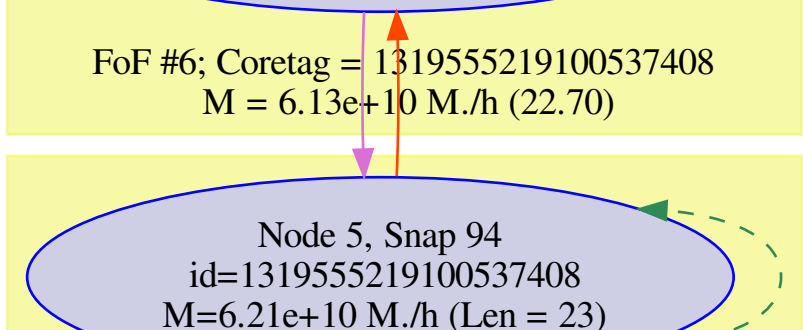 FoF #6; Coretag = 1319555219100537408
M = 6.13e+10 M./h (22.70)
Node 5, Snap 94
id=1319555219100537408
M=6.21e+10 M./h (Len = 23)